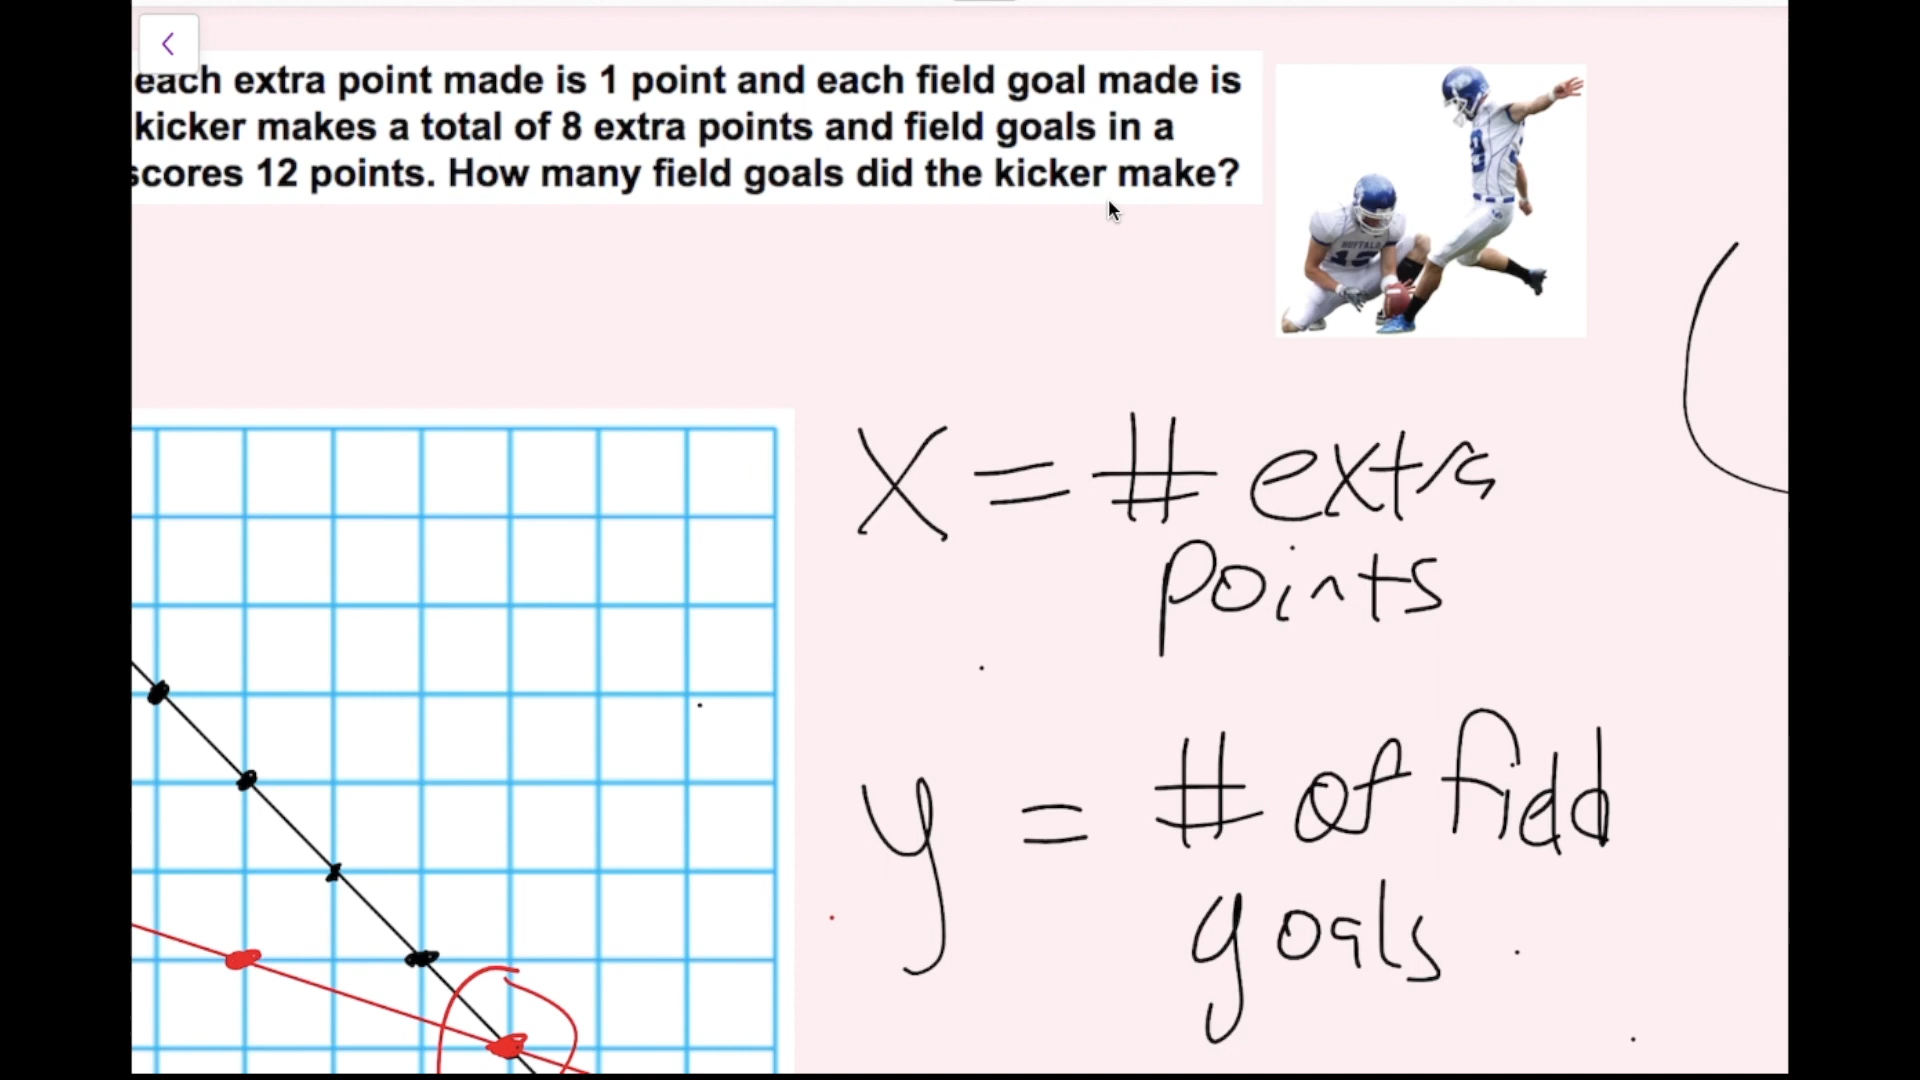 each extra point made is 1 point and each field goal made is
kicker makes a total of 8 extra points and field goals in a
scores 12 points. How many field goals did the kicker make?
BUFFALO
x = # extra
points
y = # of field
goals